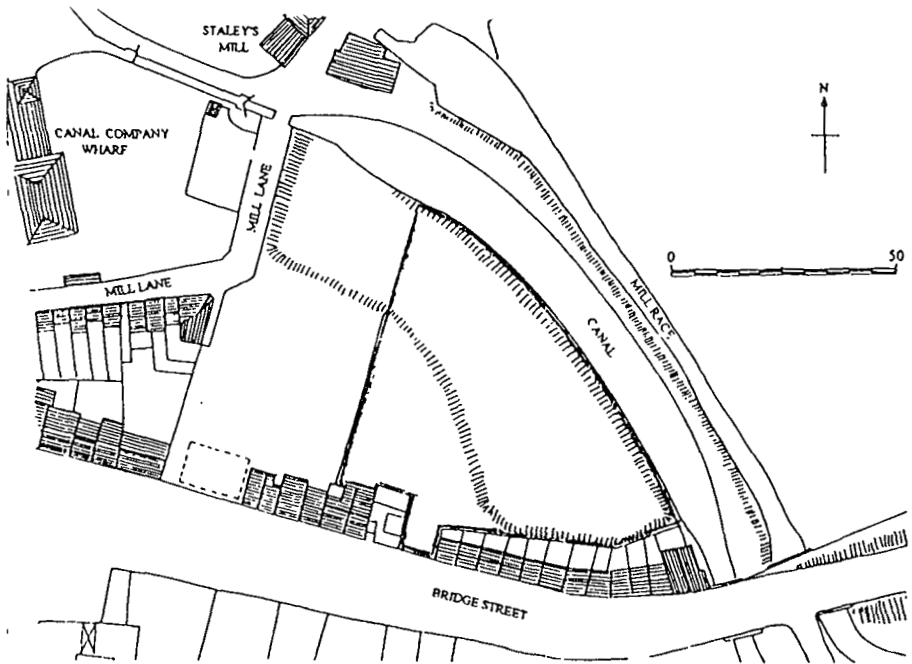 STALEY'S
MILL
N
CANAL COMPANY
WHARF
MILL LANE
0 50
MILL LANE
MILL RACE
CANAL
BRIDGE STREET